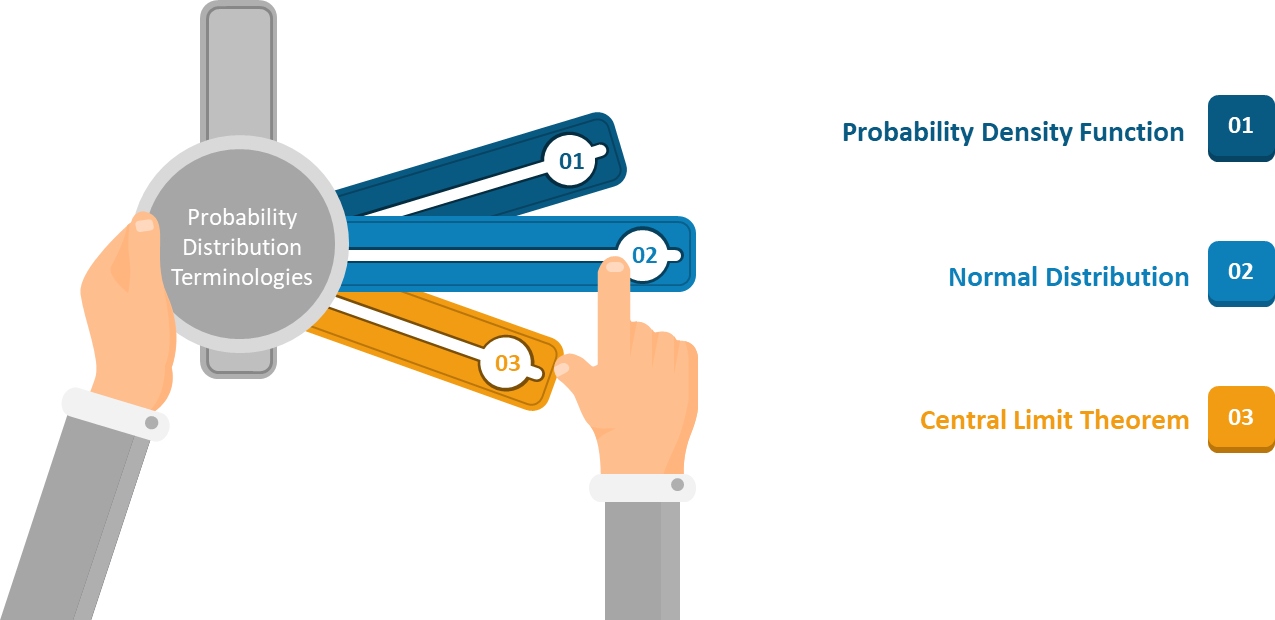 Probability
Distribution
Terminologies
01
02
03
Probability Density Function 01
Normal Distribution 02
Central Limit Theorem 03